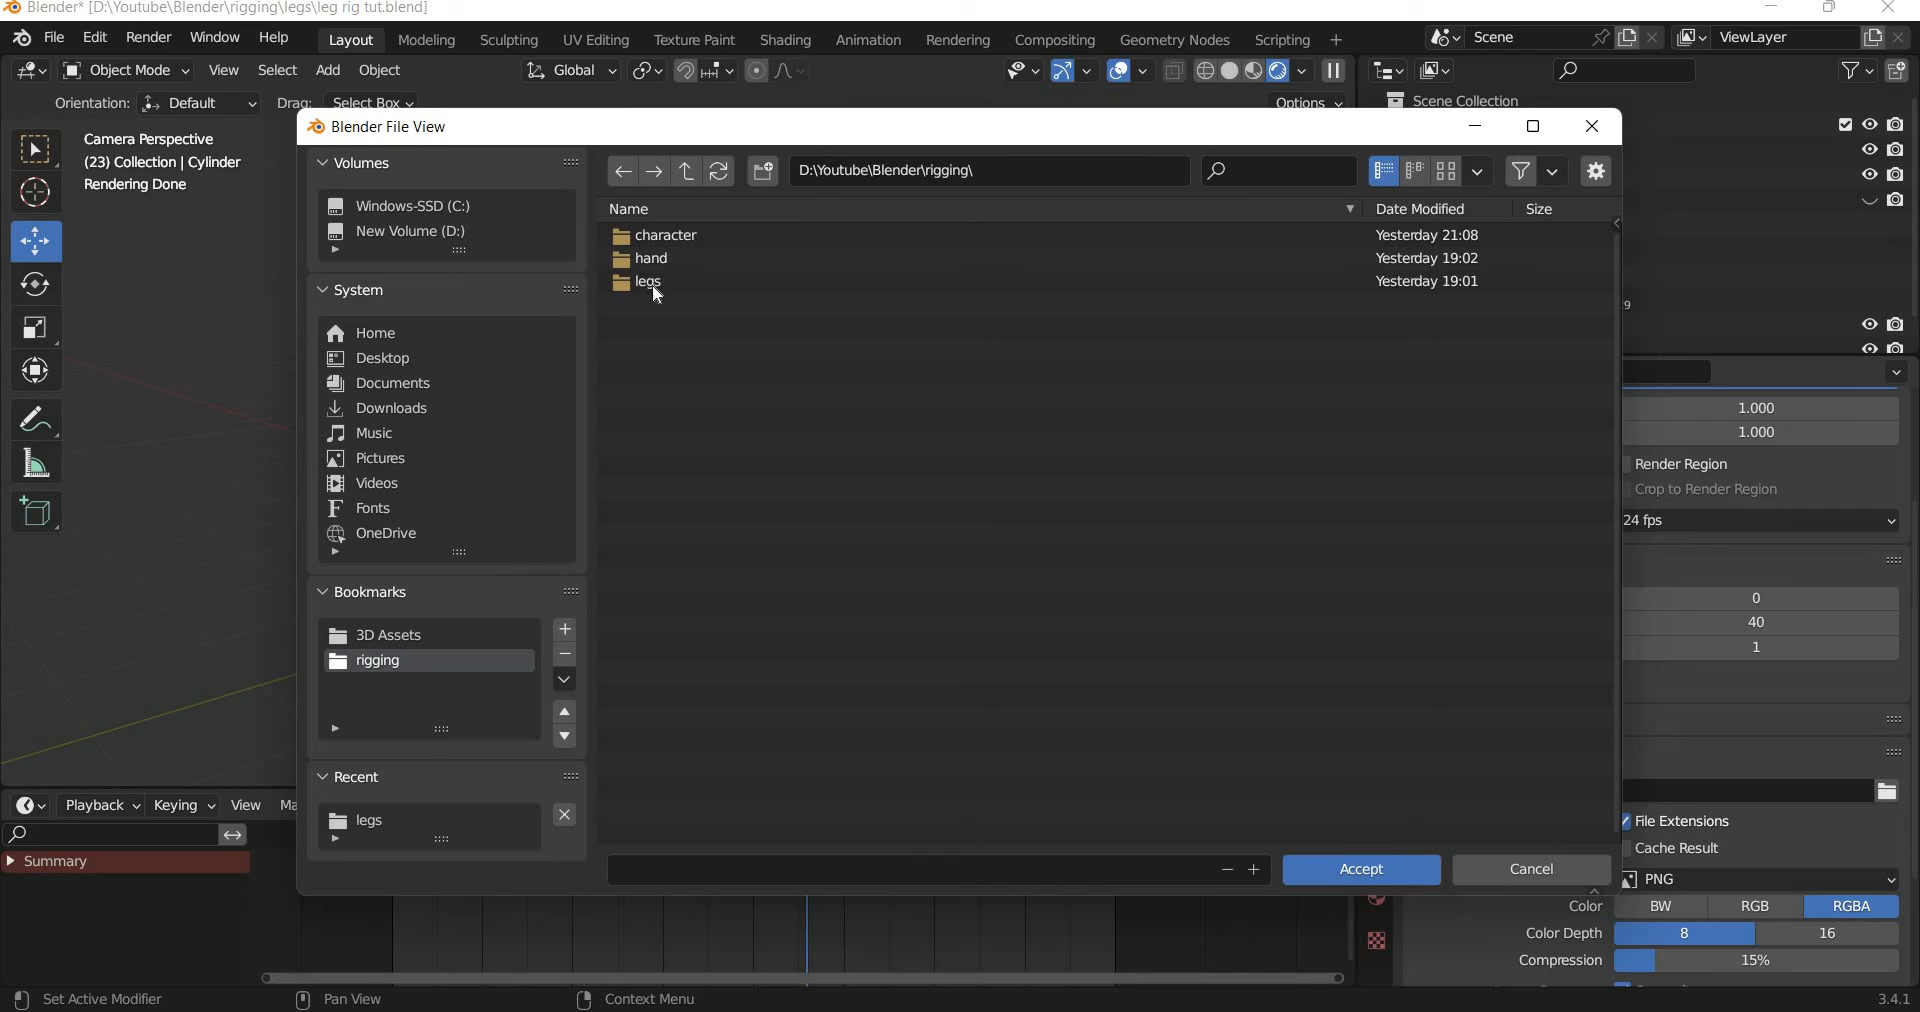 Blender* [D:\Youtube\Blender\rigging\legs\leg rig tut.blend]
File Edit Render Window Help Layout Modeling Sculpting UV Editing Texture Paint Shading Animation Rendering Compositing Geometry Nodes Scripting + Scene ViewLayer
Object Mode View Select Add Object Global
Orientation: Default Drag: Select Box Options Scene Collection
Camera Perspective
(23) Collection | Cylinder
Rendering Done
Blender File View
Volumes
Windows-SSD (C:)
New Volume (D:)
System
Home
Desktop
Documents
Downloads
Music
Pictures
Videos
Fonts
OneDrive
Bookmarks
3D Assets
rigging
Recent
legs
D:\Youtube\Blender\rigging\
Name Date Modified Size
character Yesterday 21:08
hand Yesterday 19:02
legs Yesterday 19:01
Accept Cancel
9
1.000
1.000
Render Region
Crop to Render Region
24 fps
0
40
1
File Extensions
Cache Result
PNG
Color BW RGB RGBA
Color Depth 8 16
Compression 15%
Playback Keying View Ma
Summary
Set Active Modifier Pan View Context Menu 3.4.1